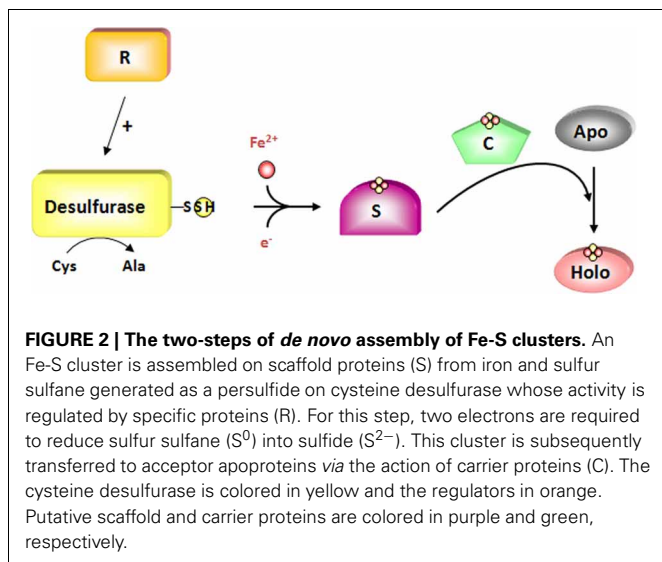 R
+
Fe2+
C
Apo
Desulfurase
-SSH
S
Cys
Ala
e-
Holo
FIGURE 2 | The two-steps of de novo assembly of Fe-S clusters. An
Fe-S cluster is assembled on scaffold proteins (S) from iron and sulfur
sulfane generated as a persulfide on cysteine desulfurase whose activity is
regulated by specific proteins (R). For this step, two electrons are required
to reduce sulfur sulfane (S⁰) into sulfide (S²⁻). This cluster is subsequently
transferred to acceptor apoproteins via the action of carrier proteins (C). The
cysteine desulfurase is colored in yellow and the regulators in orange.
Putative scaffold and carrier proteins are colored in purple and green,
respectively.